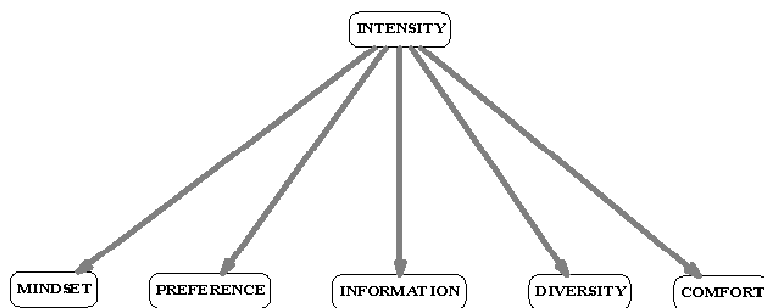 INTENSITY
MINDSET
PREFERENCE
INFORMATION
DIVERSITY
COMFORT